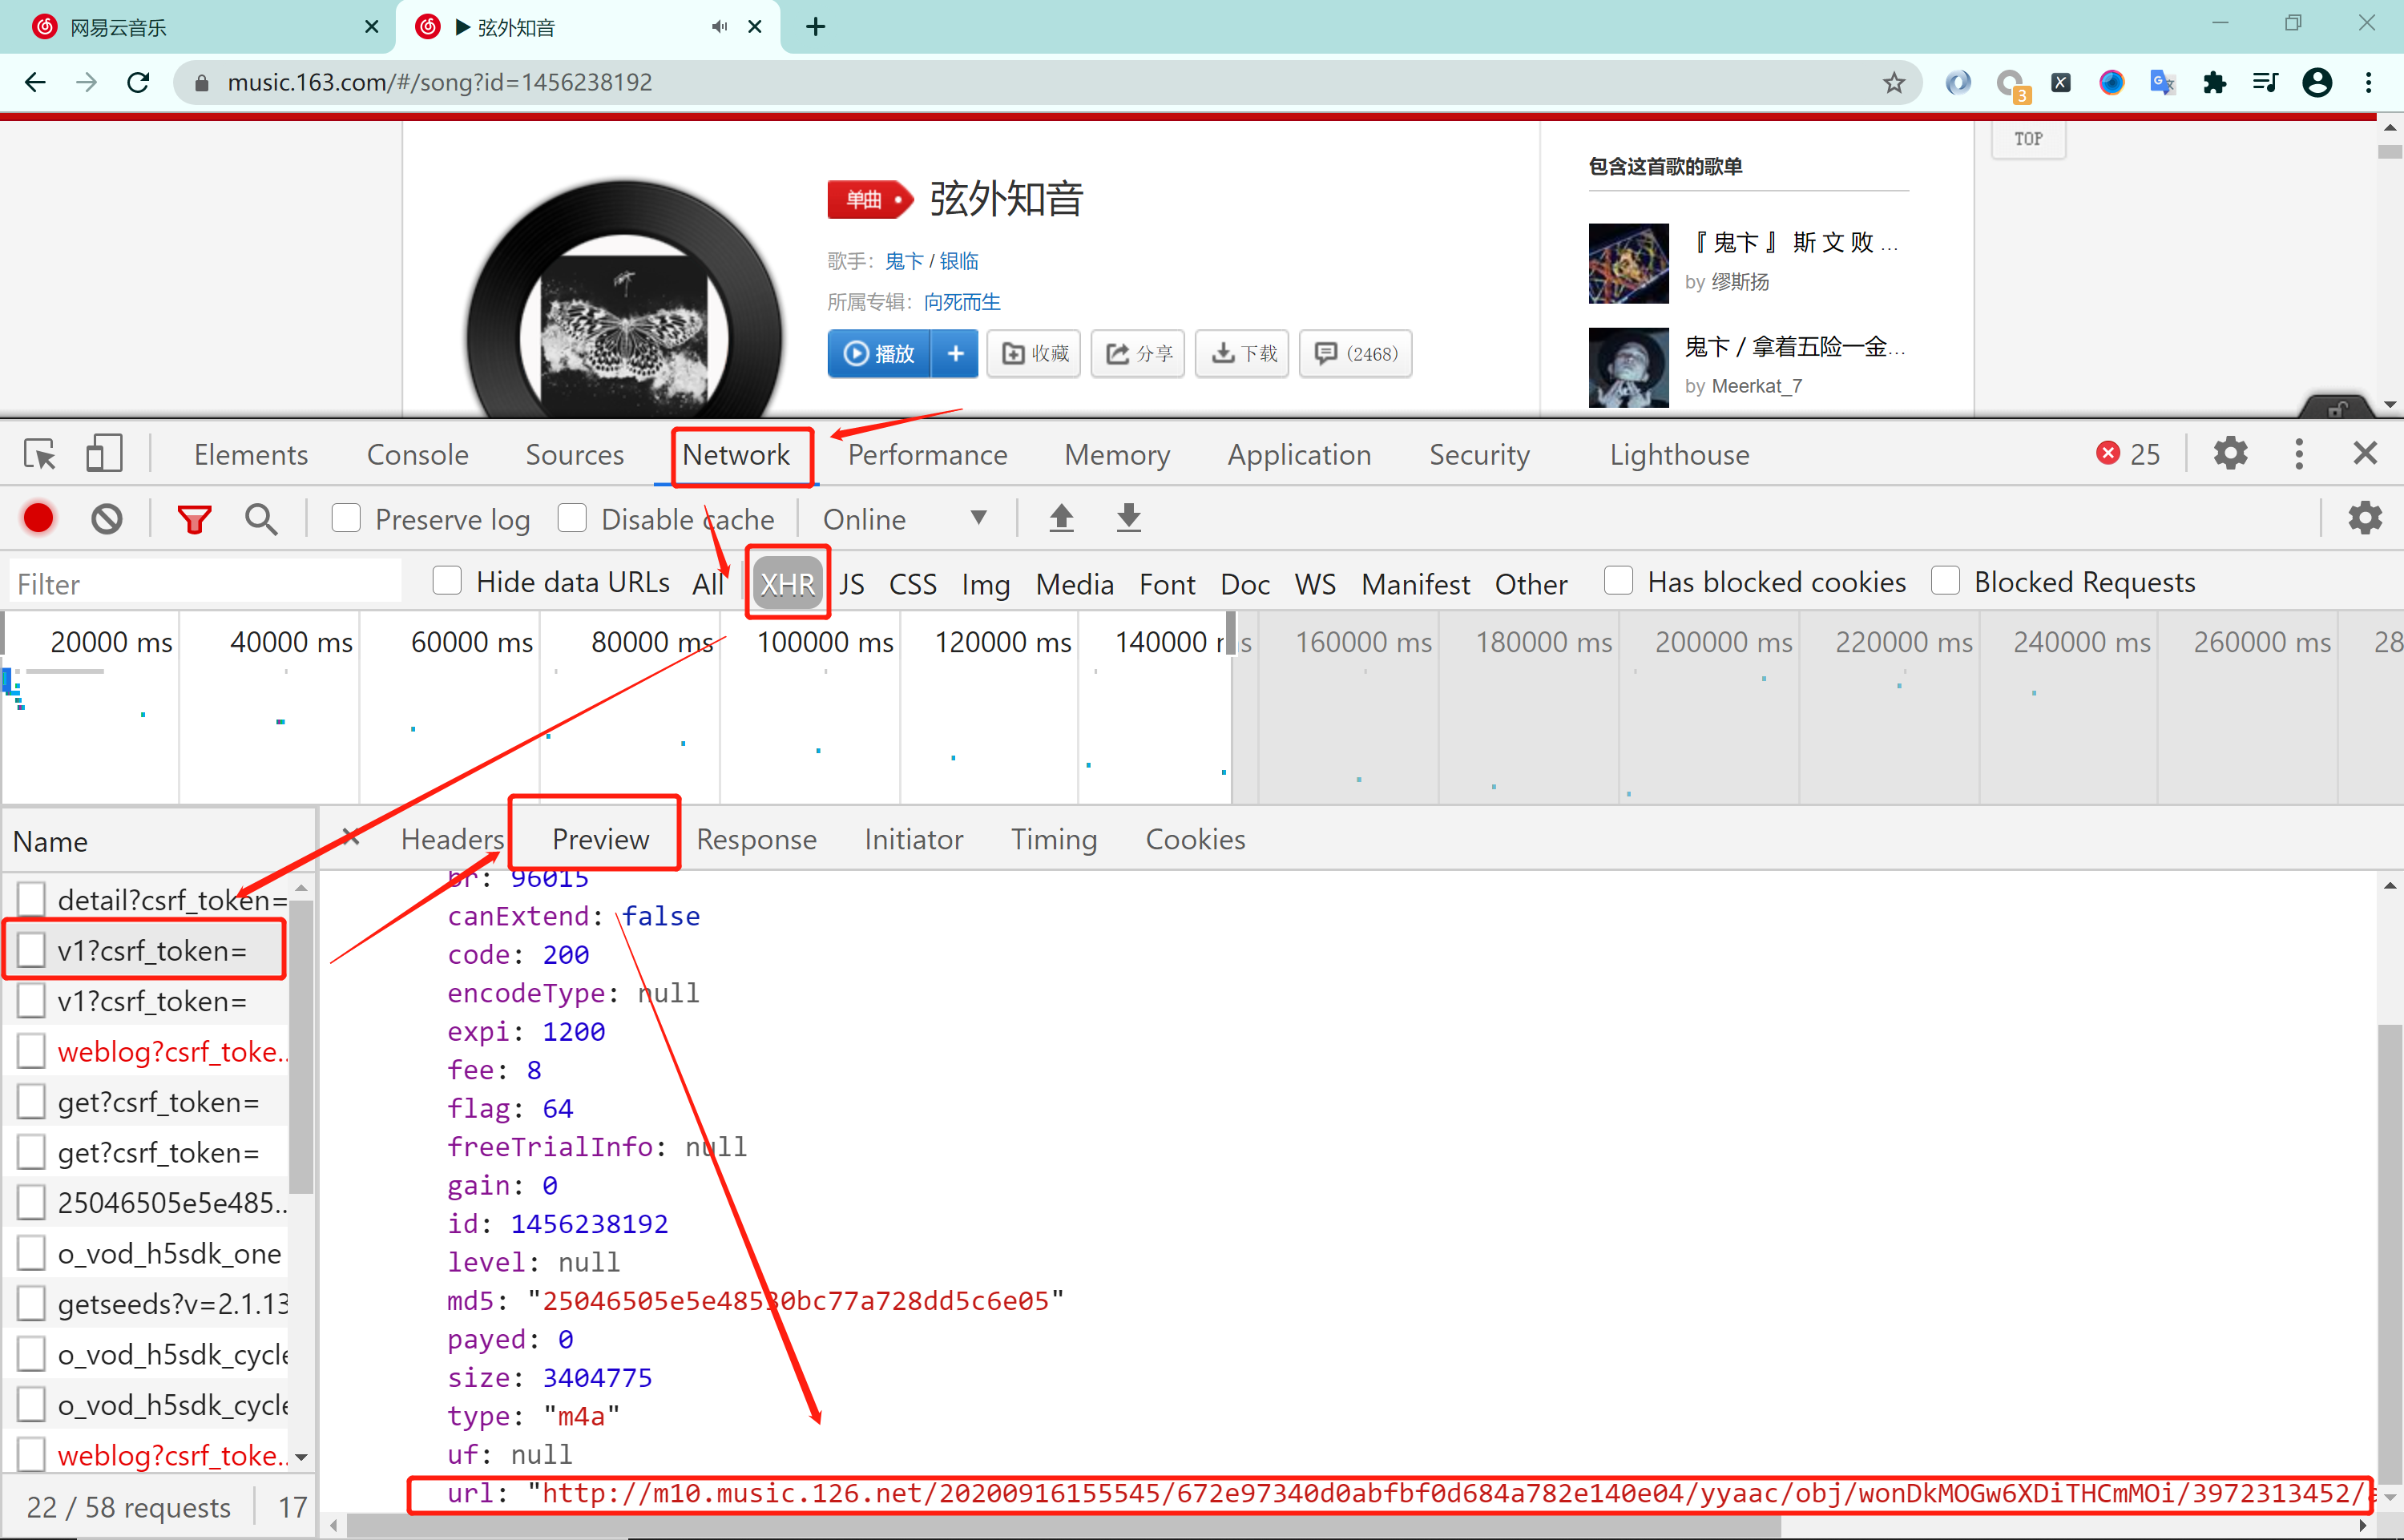 网易云音乐
▶ 弦外知音
music.163.com/#/song?id=1456238192
3
TOP
单曲 弦外知音
歌手：鬼卞 / 银临
所属专辑：向死而生
播放 + 收藏 分享 下载 (2468)
包含这首歌的歌单
『 鬼卞 』 斯 文 败 ...
by 缪斯扬
鬼卞 / 拿着五险一金...
by Meerkat_7
Elements Console Sources Network Performance Memory Application Security Lighthouse 25
Preserve log Disable cache Online
Filter Hide data URLs All XHR JS CSS Img Media Font Doc WS Manifest Other Has blocked cookies Blocked Requests
20000 ms 40000 ms 60000 ms 80000 ms 100000 ms 120000 ms 140000 160000 ms 180000 ms 200000 ms 220000 ms 240000 ms 260000 ms 28
Name
Headers Preview Response Initiator Timing Cookies
detail?csrf_token=
v1?csrf_token=
v1?csrf_token=
weblog?csrf_toke..
get?csrf_token=
get?csrf_token=
25046505e5e485..
o_vod_h5sdk_one
getseeds?v=2.1.13
o_vod_h5sdk_cycle
o_vod_h5sdk_cycle
weblog?csrf_toke..
22 / 58 requests 17
br: 96015
canExtend: false
code: 200
encodeType: null
expi: 1200
fee: 8
flag: 64
freeTrialInfo: null
gain: 0
id: 1456238192
level: null
md5: "25046505e5e48530bc77a728dd5c6e05"
payed: 0
size: 3404775
type: "m4a"
uf: null
url: "http://m10.music.126.net/20200916155545/672e97340d0abfbf0d684a782e140e04/yyaac/obj/wonDkMOGw6XDiTHCmMOi/3972313452/